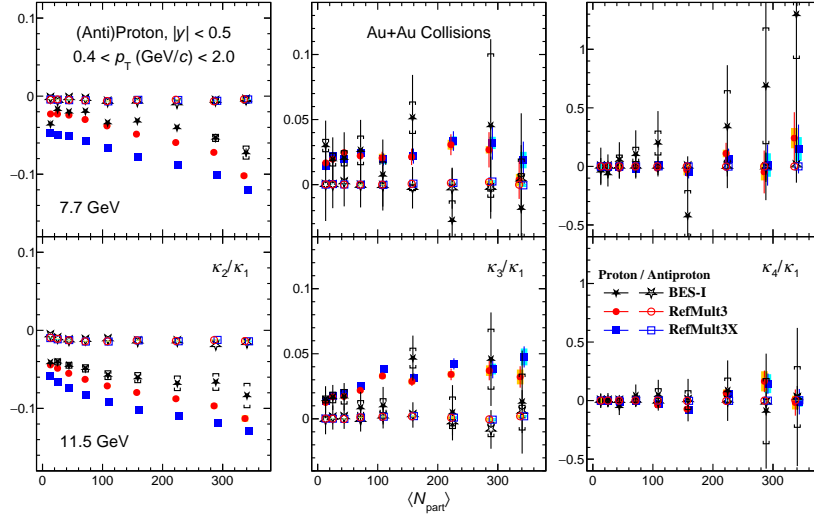 (Anti)Proton, |y| < 0.5
0.4 < p_T (GeV/c) < 2.0
Au+Au Collisions
0.1
0
−0.1
7.7 GeV
0.1
0.05
0
1
0.5
0
−0.5
0.1
0
−0.1
κ₂/κ₁
11.5 GeV
0.1
0.05
0
κ₃/κ₁
1
0.5
0
−0.5
κ₄/κ₁
Proton / Antiproton
BES-I
RefMult3
RefMult3X
0 100 200 300
0 100 200 300
0 100 200 300
⟨N_part⟩